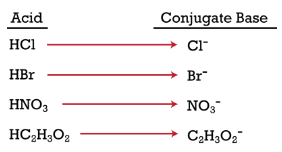 Acid Conjugate Base
HCl Cl⁻
HBr Br⁻
HNO₃ NO₃⁻
HC₂H₃O₂ C₂H₃O₂⁻